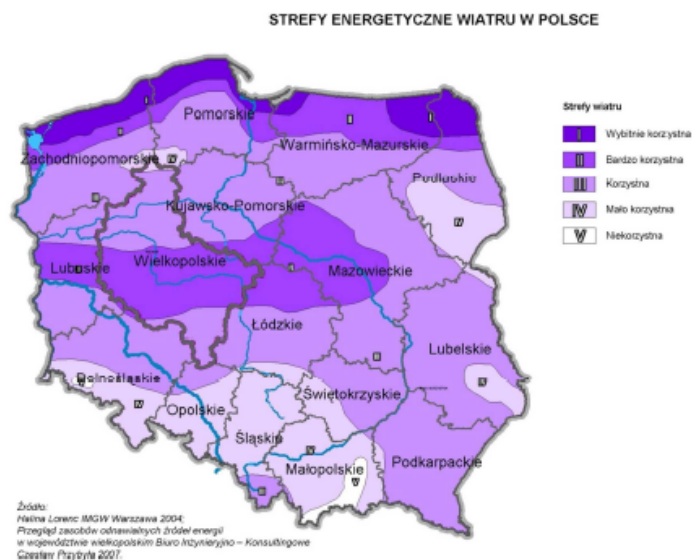 STREFY ENERGETYCZNE WIATRU W POLSCE
Strefy wiatru
I Wybitnie korzystna
II Bardzo korzystna
III Korzystna
IV Mało korzystna
V Niekorzystna
Pomorskie
Warmińsko-Mazurskie
Zachodniopomorskie
Podlaskie
Kujawsko-Pomorskie
Lubuskie
Wielkopolskie
Mazowieckie
Łódzkie
Lubelskie
Dolnośląskie
Opolskie
Świętokrzyskie
Śląskie
Małopolskie
Podkarpackie
Źródło:
Halina Lorenc IMGW Warszawa 2004;
Przegląd zasobów odnawialnych źródeł energii
w województwie wielkopolskim Biuro Inżynieryjno – Konsultingowe
Czesław Przybyła 2007.